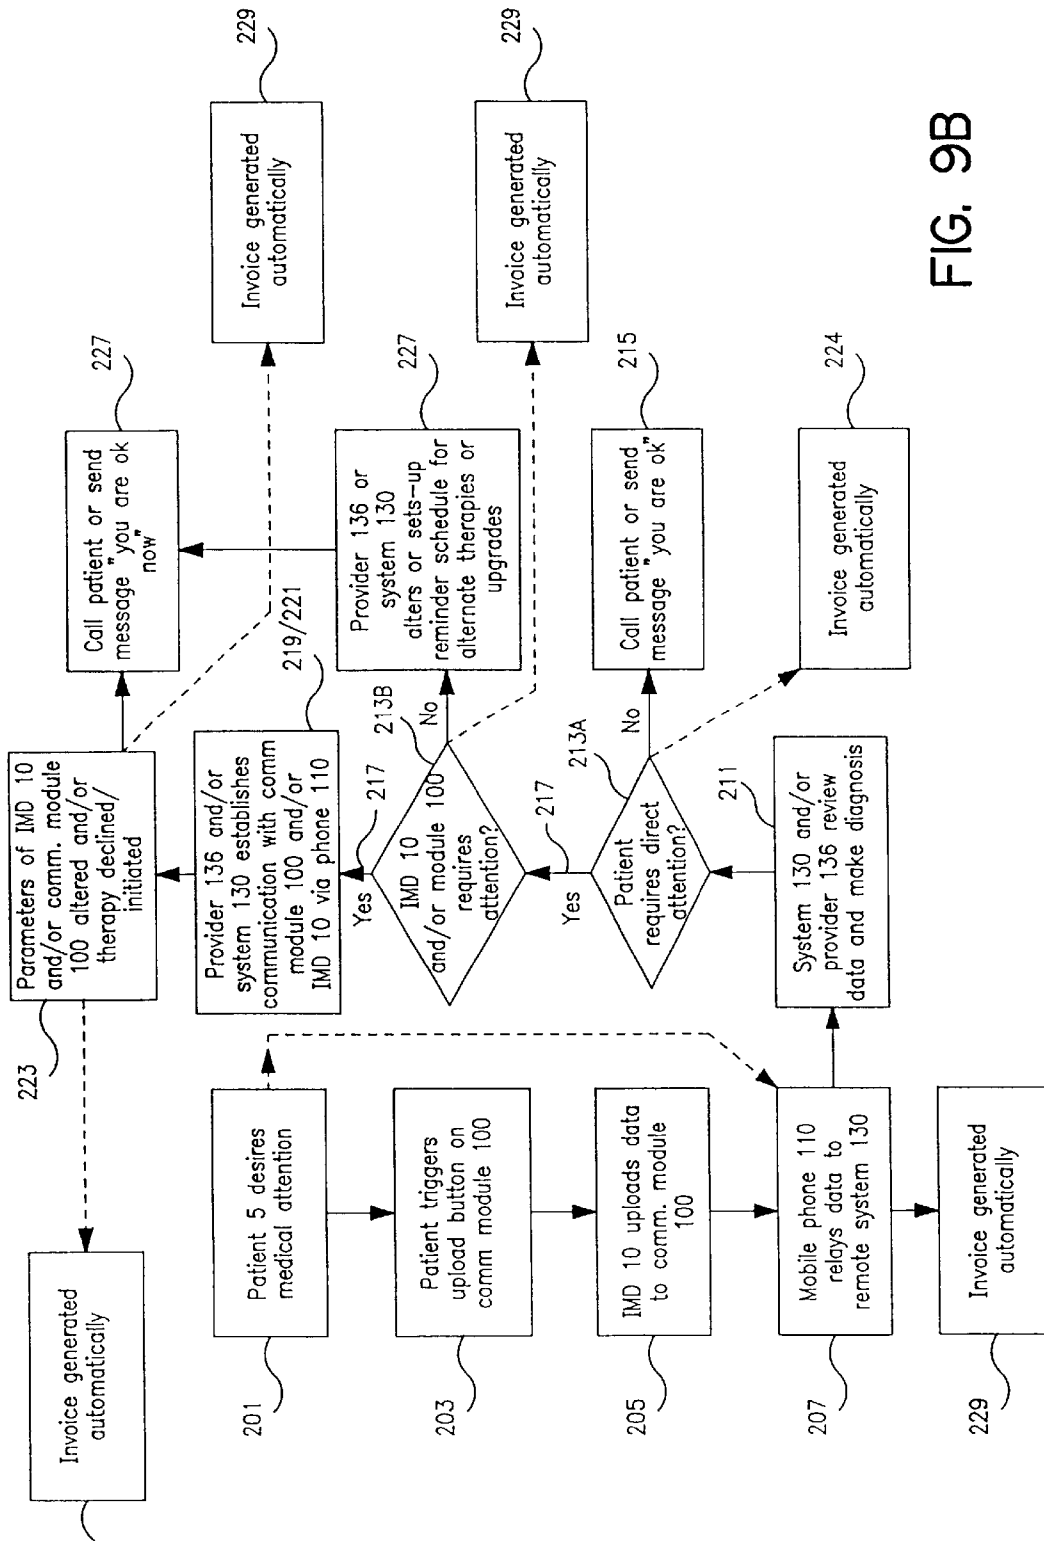 Invoice generated
automatically
223
Parameters of IMD 10
and/or comm. module
100 altered and/or
therapy declined/
initiated
Call patient or send
message "you are ok
now"
227
Invoice generated
automatically
229
201
Patient 5 desires
medical attention
Provider 136 and/or
system 130 establishes
communication with comm
module 100 and/or
IMD 10 via phone 110
219/221
217
Yes
203
Patient triggers
upload button on
comm module 100
IMD 10
and/or module 100
requires
attention?
213B
No
Provider 136 or
system 130
alters or sets-up
reminder schedule for
alternate therapies or
upgrades
227
Invoice generated
automatically
229
217
Yes
205
IMD 10 uploads data
to comm. module
100
Patient
requires direct
attention?
213A
No
Call patient or send
message "you are ok"
215
207
Mobile phone 110
relays data to
remote system 130
System 130 and/or
provider 136 review
data and make diagnosis
211
Invoice generated
automatically
224
229
Invoice generated
automatically
FIG. 9B